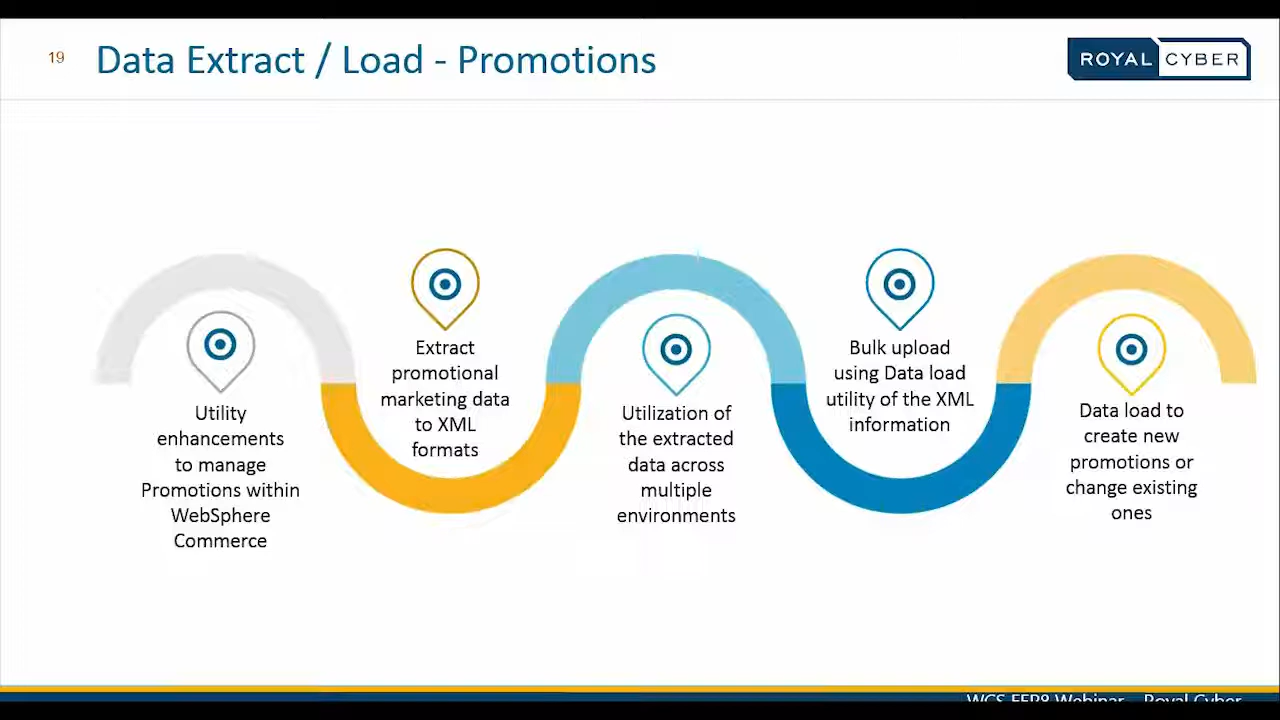 19
Data Extract / Load - Promotions
ROYAL CYBER
Utility
enhancements
to manage
Promotions within
WebSphere
Commerce
Extract
promotional
marketing data
to XML
formats
Utilization of
the extracted
data across
multiple
environments
Bulk upload
using Data load
utility of the XML
information
Data load to
create new
promotions or
change existing
ones
WCS FEP8 Webinar – Royal Cyber